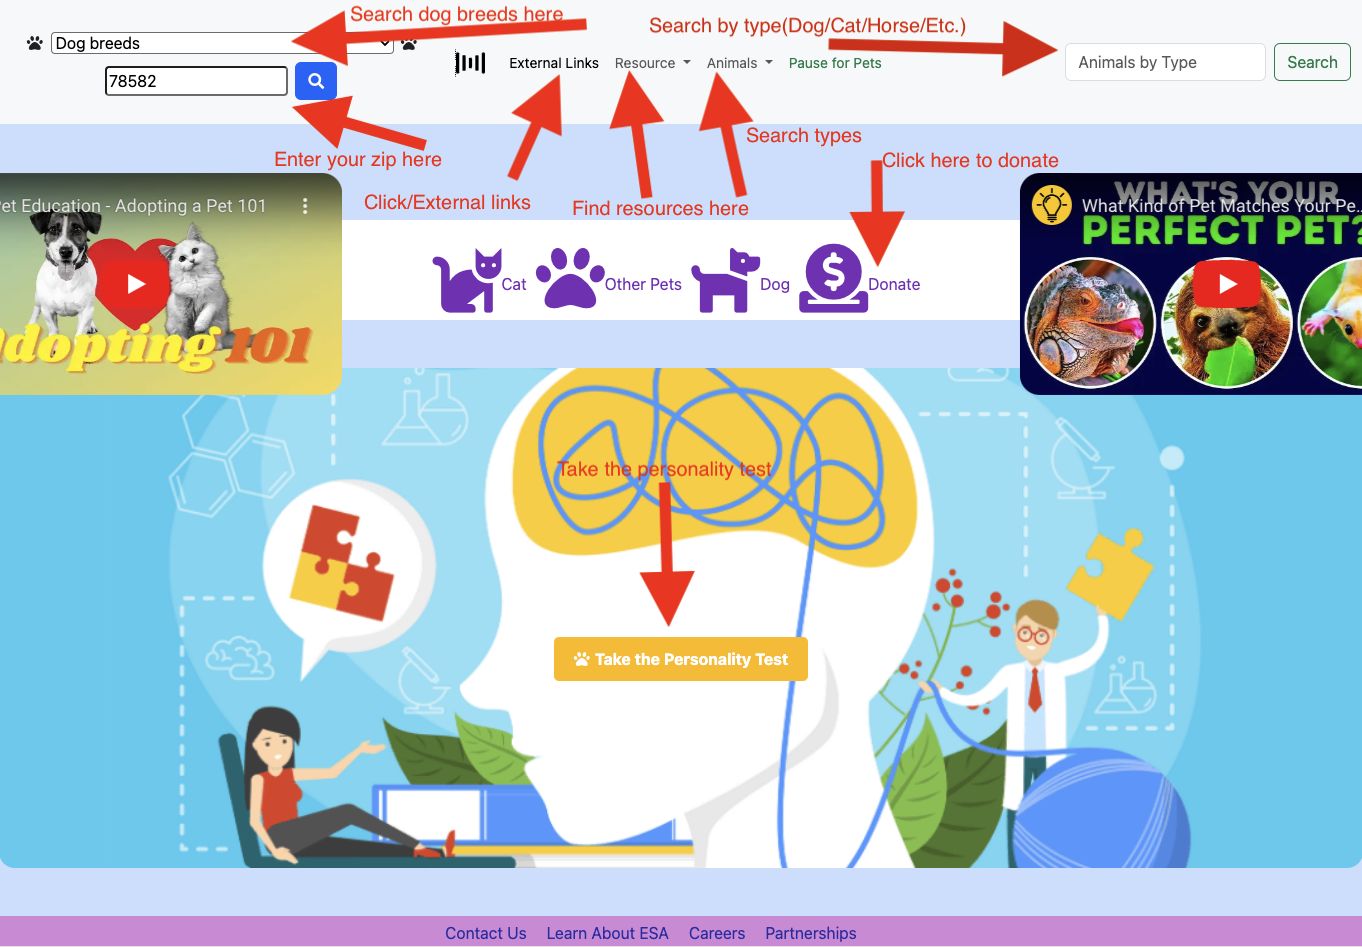 Search dog breeds here
Search by type(Dog/Cat/Horse/Etc.)
Dog breeds
78582
External Links
Resource
Animals
Pause for Pets
Animals by Type
Search
Search types
Enter your zip here
Click here to donate
Click/External links
Find resources here
et Education - Adopting a Pet 101
dopting 101
Cat
Other Pets
Dog
Donate
What Kind of Pet Matches Your Pe...
WHAT'S YOUR
PERFECT PET?
Take the personality test
Take the Personality Test
Contact Us
Learn About ESA
Careers
Partnerships